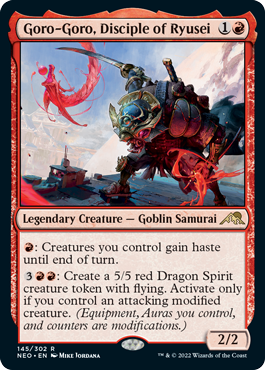 Goro-Goro, Disciple of Ryusei 1
Legendary Creature — Goblin Samurai
: Creatures you control gain haste
until end of turn.
3: Create a 5/5 red Dragon Spirit
creature token with flying. Activate only
if you control an attacking modified
creature. (Equipment, Auras you control,
and counters are modifications.)
2/2
145/302 R
NEO • EN Mike Jordana
™ & © 2022 Wizards of the Coast